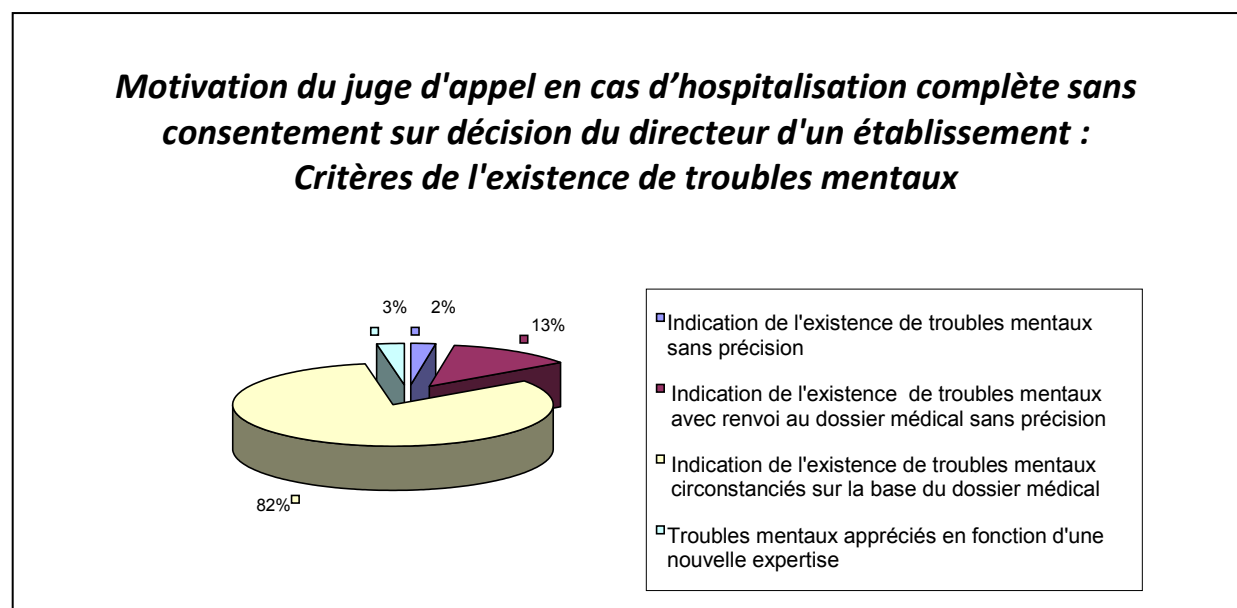 Motivation du juge d'appel en cas d’hospitalisation complète sans
consentement sur décision du directeur d'un établissement :
Critères de l'existence de troubles mentaux
3%
2%
13%
82%
Indication de l'existence de troubles mentaux
sans précision
Indication de l'existence de troubles mentaux
avec renvoi au dossier médical sans précision
Indication de l'existence de troubles mentaux
circonstanciés sur la base du dossier médical
Troubles mentaux appréciés en fonction d'une
nouvelle expertise